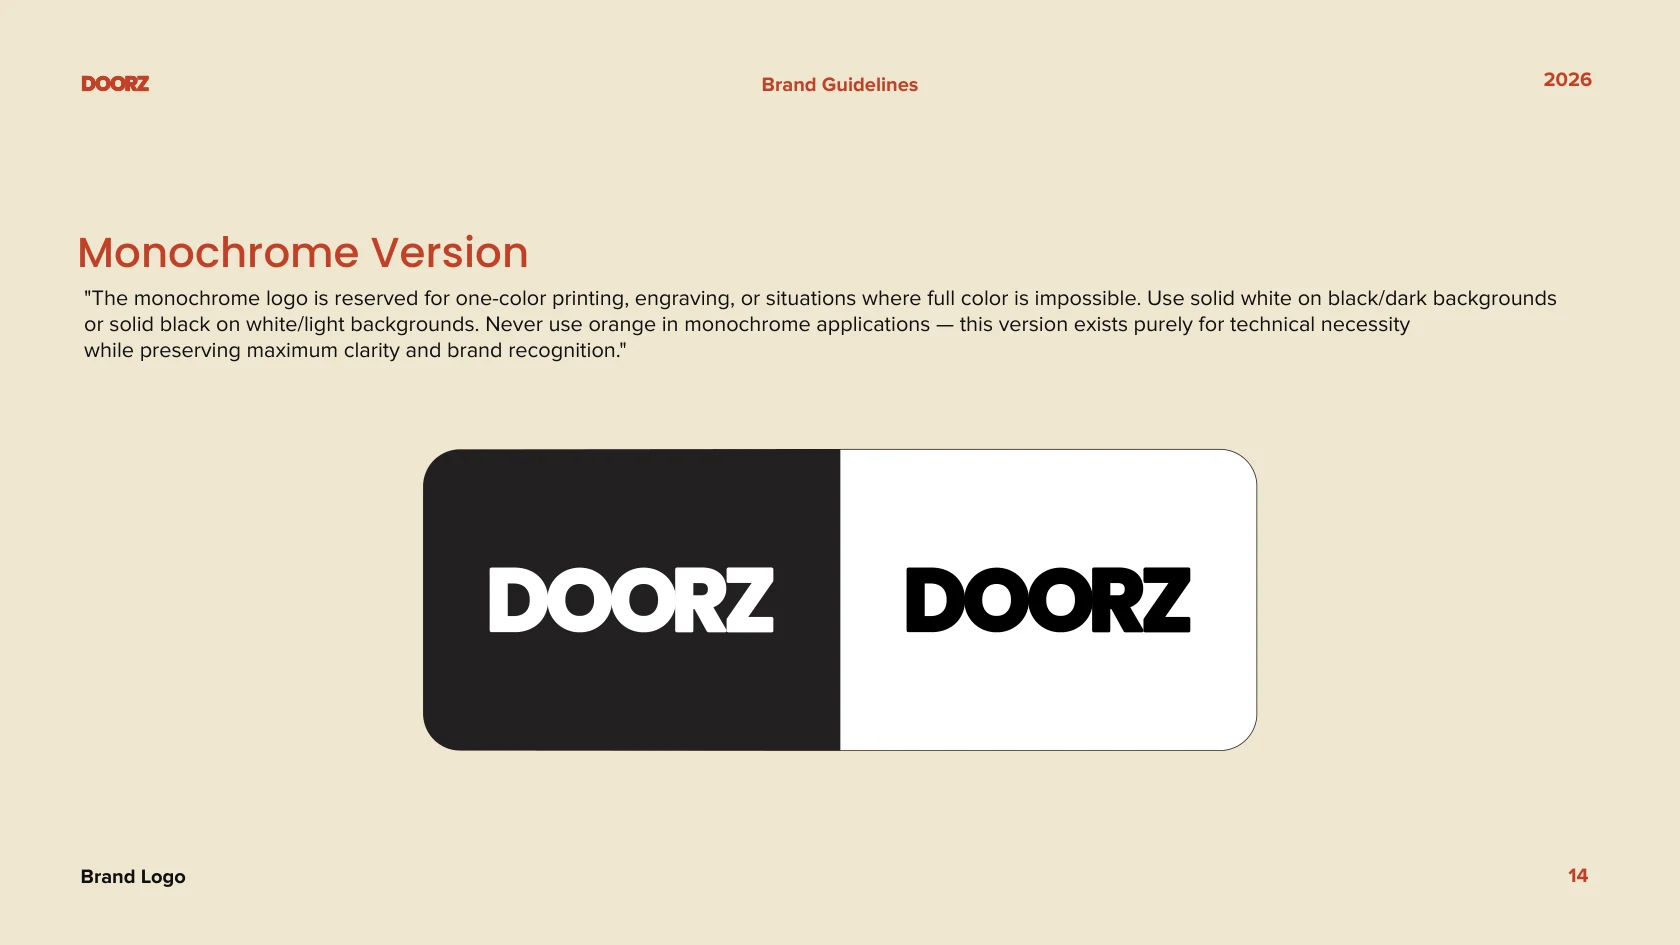 DOORZ
Brand Guidelines
2026
Monochrome Version
"The monochrome logo is reserved for one-color printing, engraving, or situations where full color is impossible. Use solid white on black/dark backgrounds
or solid black on white/light backgrounds. Never use orange in monochrome applications — this version exists purely for technical necessity
while preserving maximum clarity and brand recognition."
DOORZ
DOORZ
Brand Logo
14